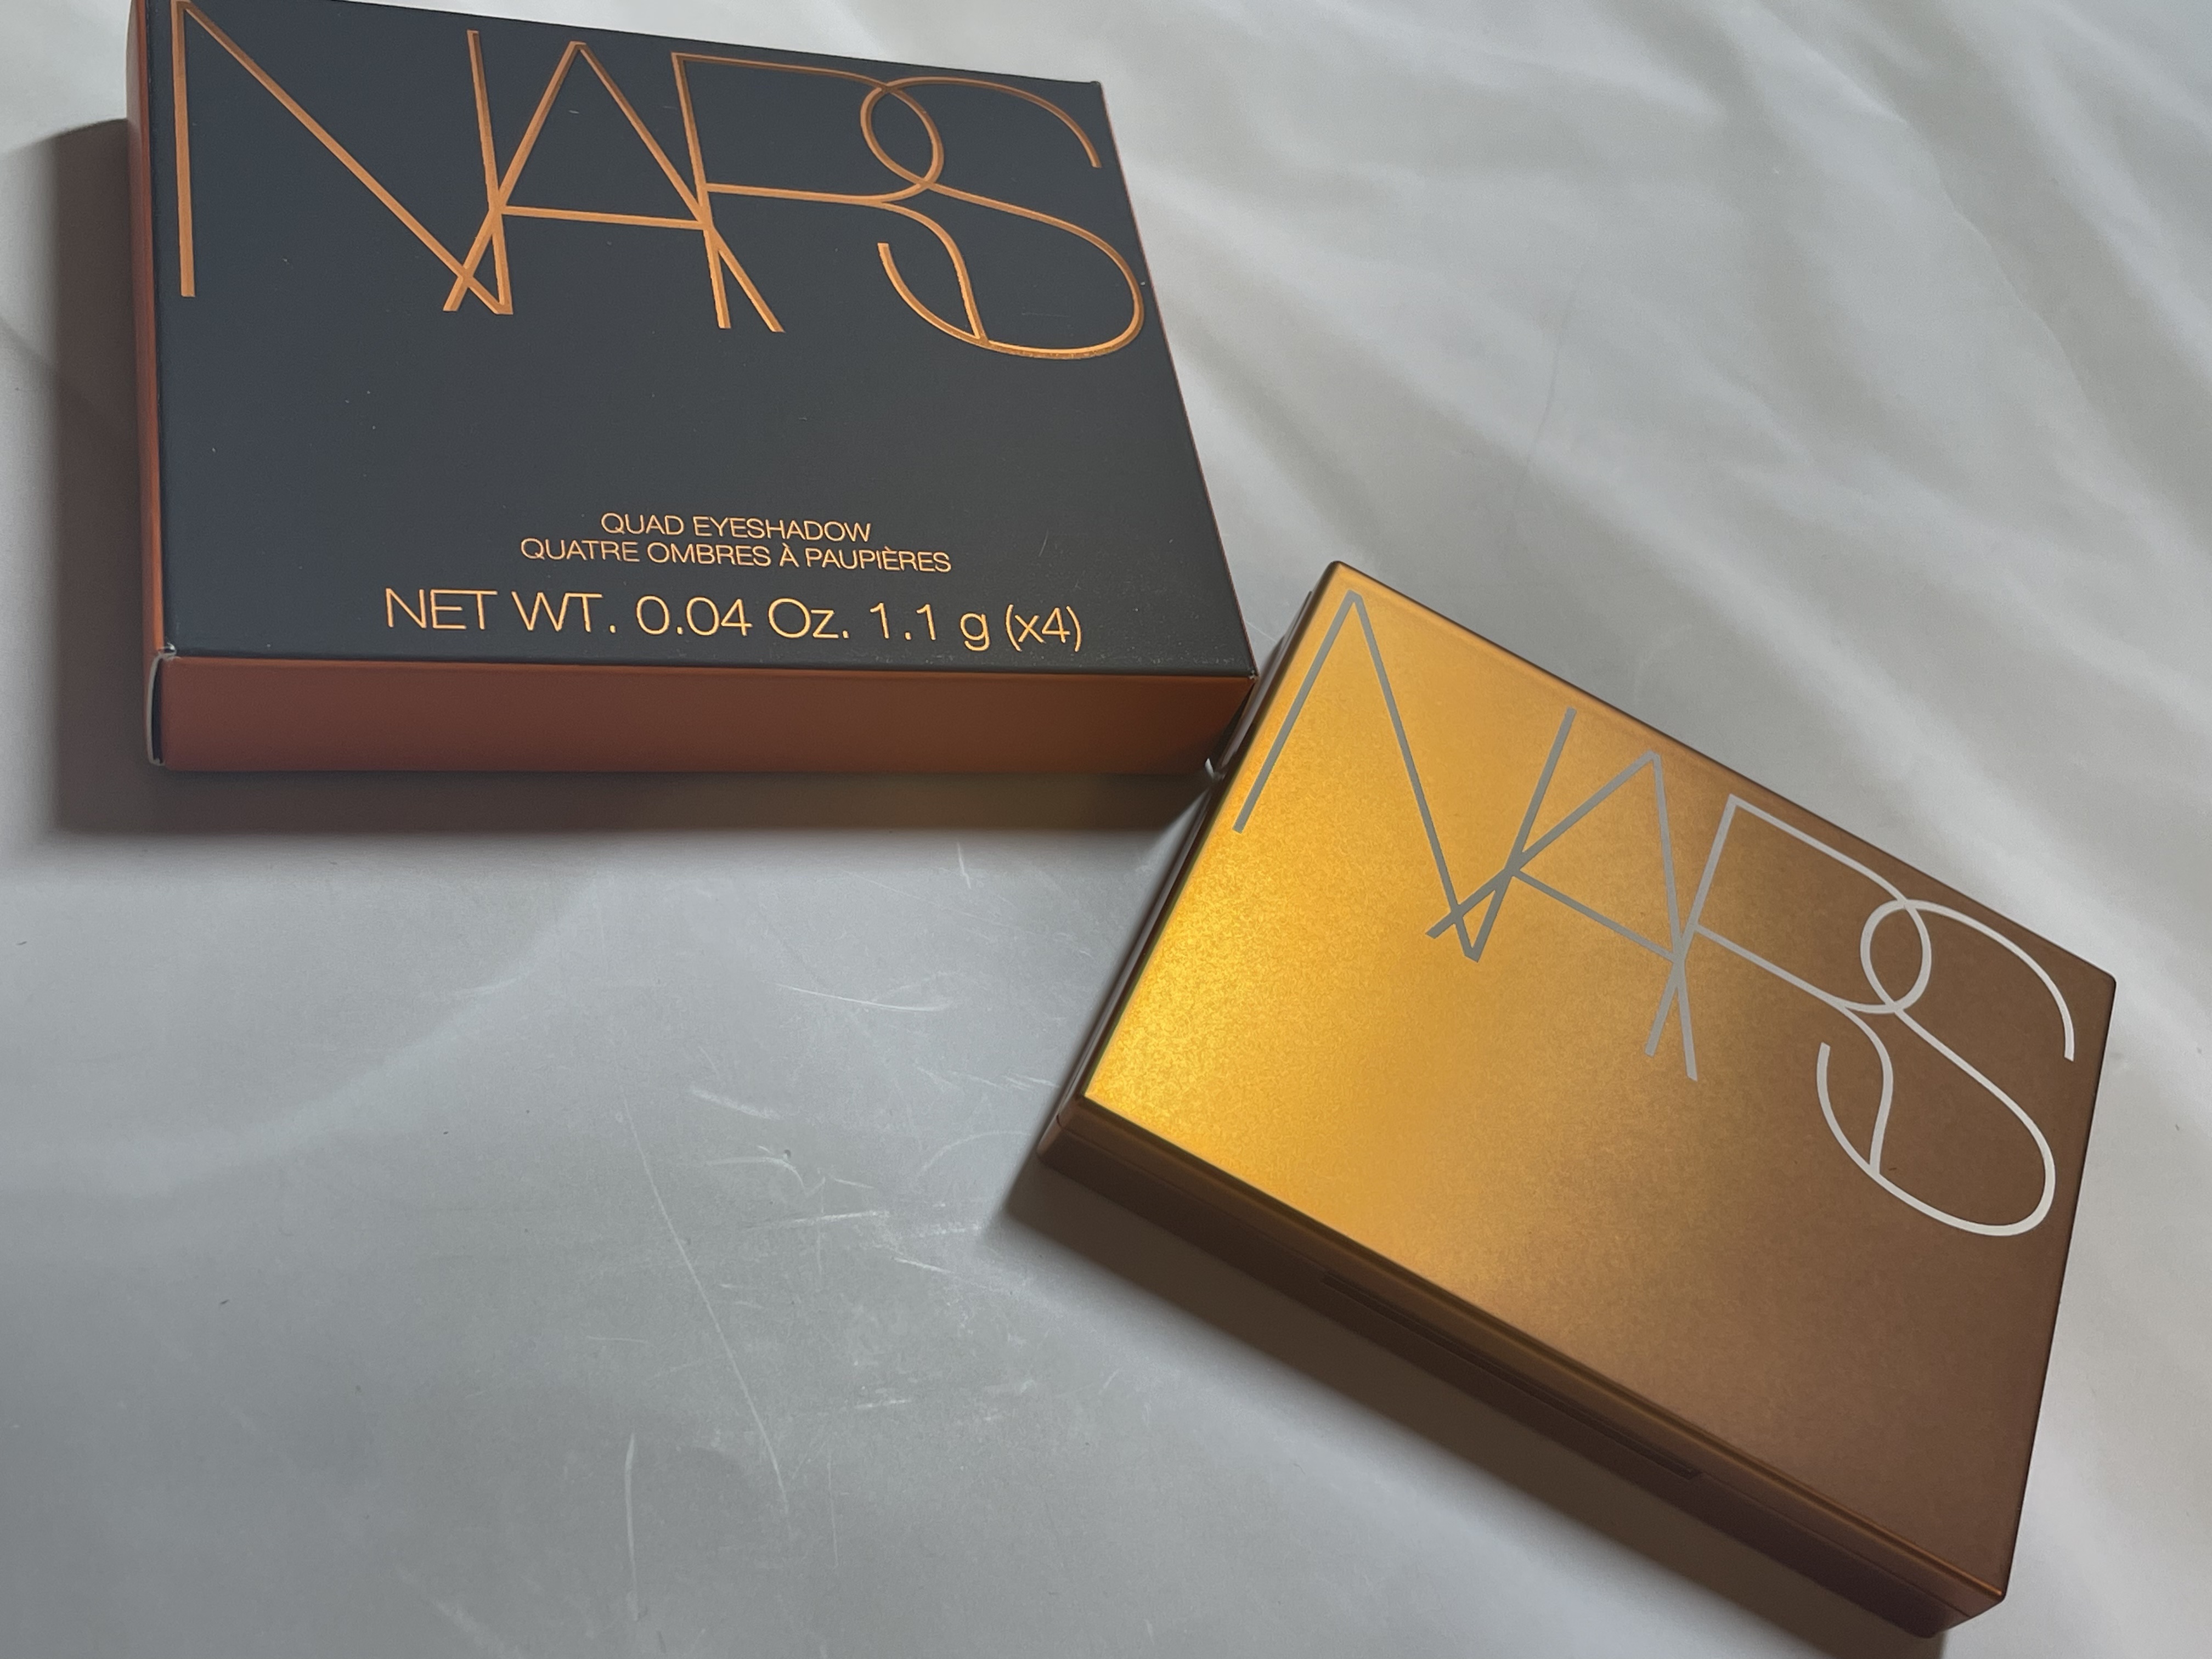 NARS
QUAD EYESHADOW
QUATRE OMBRES À PAUPIÈRES
NET WT. 0.04 Oz. 1.1 g (x4)
NARS